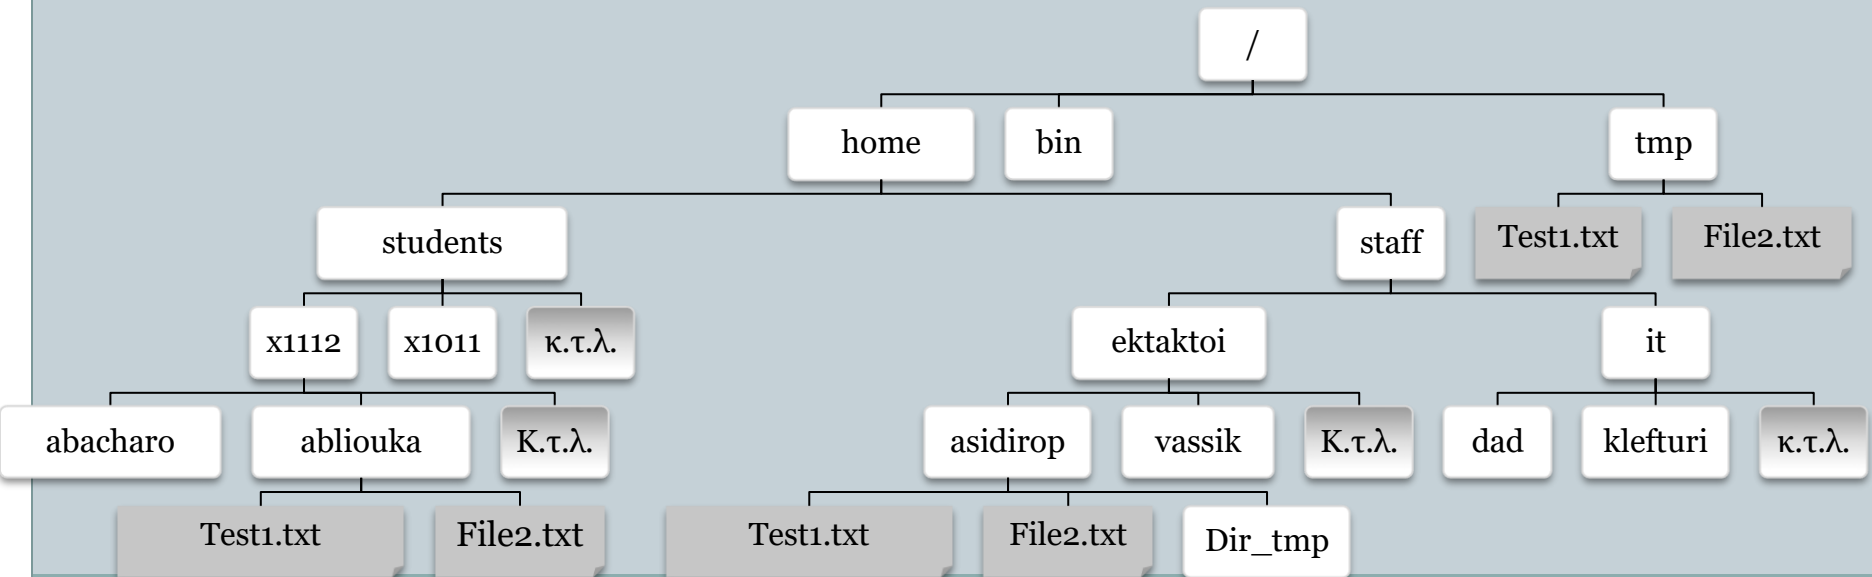 /
home
bin
tmp
students
staff
Test1.txt
File2.txt
x1112
x1011
κ.τ.λ.
ektaktoi
it
abacharo
abliouka
Κ.τ.λ.
asidirop
vassik
Κ.τ.λ.
dad
klefturi
κ.τ.λ.
Test1.txt
File2.txt
Test1.txt
File2.txt
Dir_tmp